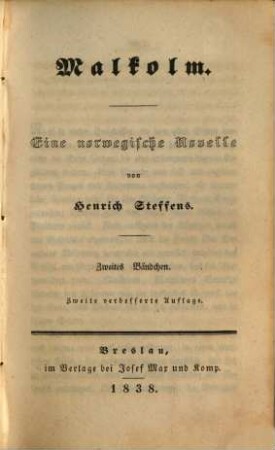 Malkolm.
Eine norwegische Novelle
von
Henrich Steffens.
Zweites Bändchen.
Zweite verbesserte Auflage.
Breslau,
im Verlage bei Josef Max und Komp.
1838.